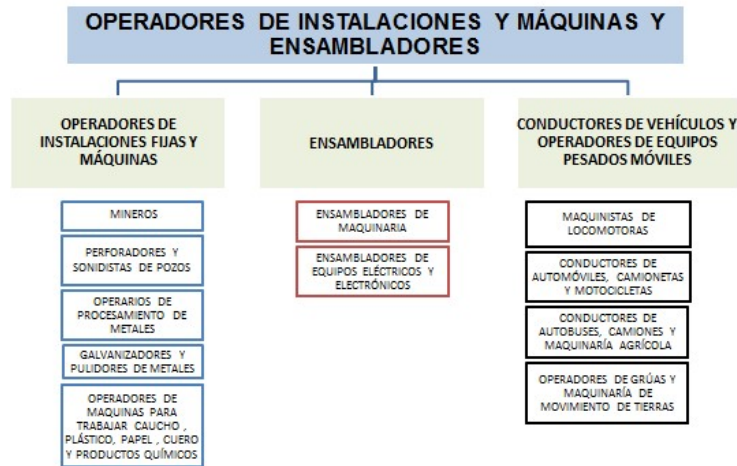 OPERADORES DE INSTALACIONES Y MÁQUINAS Y
ENSAMBLADORES
OPERADORES DE
INSTALACIONES FIJAS Y
MÁQUINAS
MINEROS
PERFORADORES Y
SONIDISTAS DE POZOS
OPERARIOS DE
PROCESAMIENTO DE
METALES
GALVANIZADORES Y
PULIDORES DE METALES
OPERADORES DE
MAQUINAS PARA
TRABAJAR CAUCHO ,
PLÁSTICO, PAPEL , CUERO
Y PRODUCTOS QUÍMICOS
ENSAMBLADORES
ENSAMBLADORES DE
MAQUINARIA
ENSAMBLADORES DE
EQUIPOS ELÉCTRICOS Y
ELECTRÓNICOS
CONDUCTORES DE VEHÍCULOS Y
OPERADORES DE EQUIPOS
PESADOS MÓVILES
MAQUINISTAS DE
LOCOMOTORAS
CONDUCTORES DE
AUTOMÓVILES, CAMIONETAS
Y MOTOCICLETAS
CONDUCTORES DE
AUTOBUSES, CAMIONES Y
MAQUINARÍA AGRÍCOLA
OPERADORES DE GRÚAS Y
MAQUINARÍA DE
MOVIMIENTO DE TIERRAS